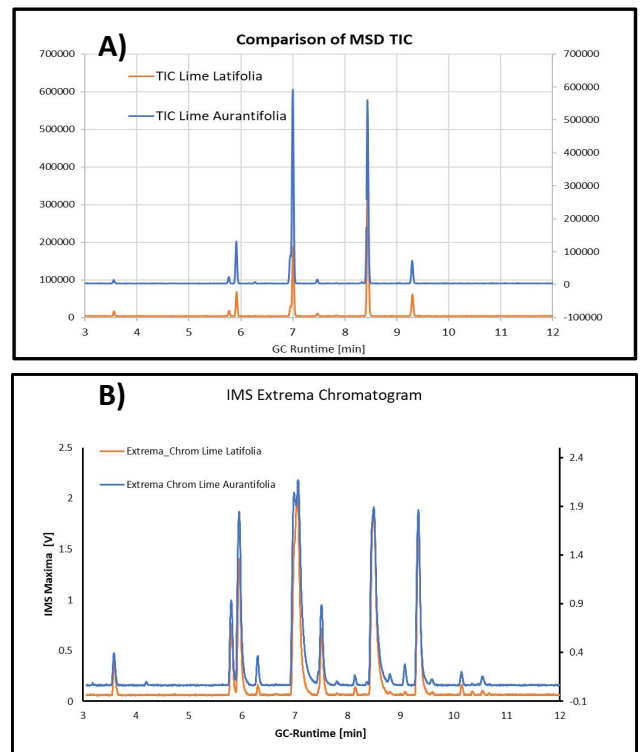 A)
Comparison of MSD TIC
TIC Lime Latifolia
TIC Lime Aurantifolia
700000
600000
500000
400000
300000
200000
100000
0
700000
600000
500000
400000
300000
200000
100000
0
-100000
3 4 5 6 7 8 9 10 11 12
GC Runtime [min]
B)
IMS Extrema Chromatogram
Extrema_Chrom Lime Latifolia
Extrema Chrom Lime Aurantifolia
IMS Maxima [V]
2.5
2
1.5
1
0.5
0
2.4
1.9
1.4
0.9
0.4
-0.1
3 4 5 6 7 8 9 10 11 12
GC-Runtime [min]